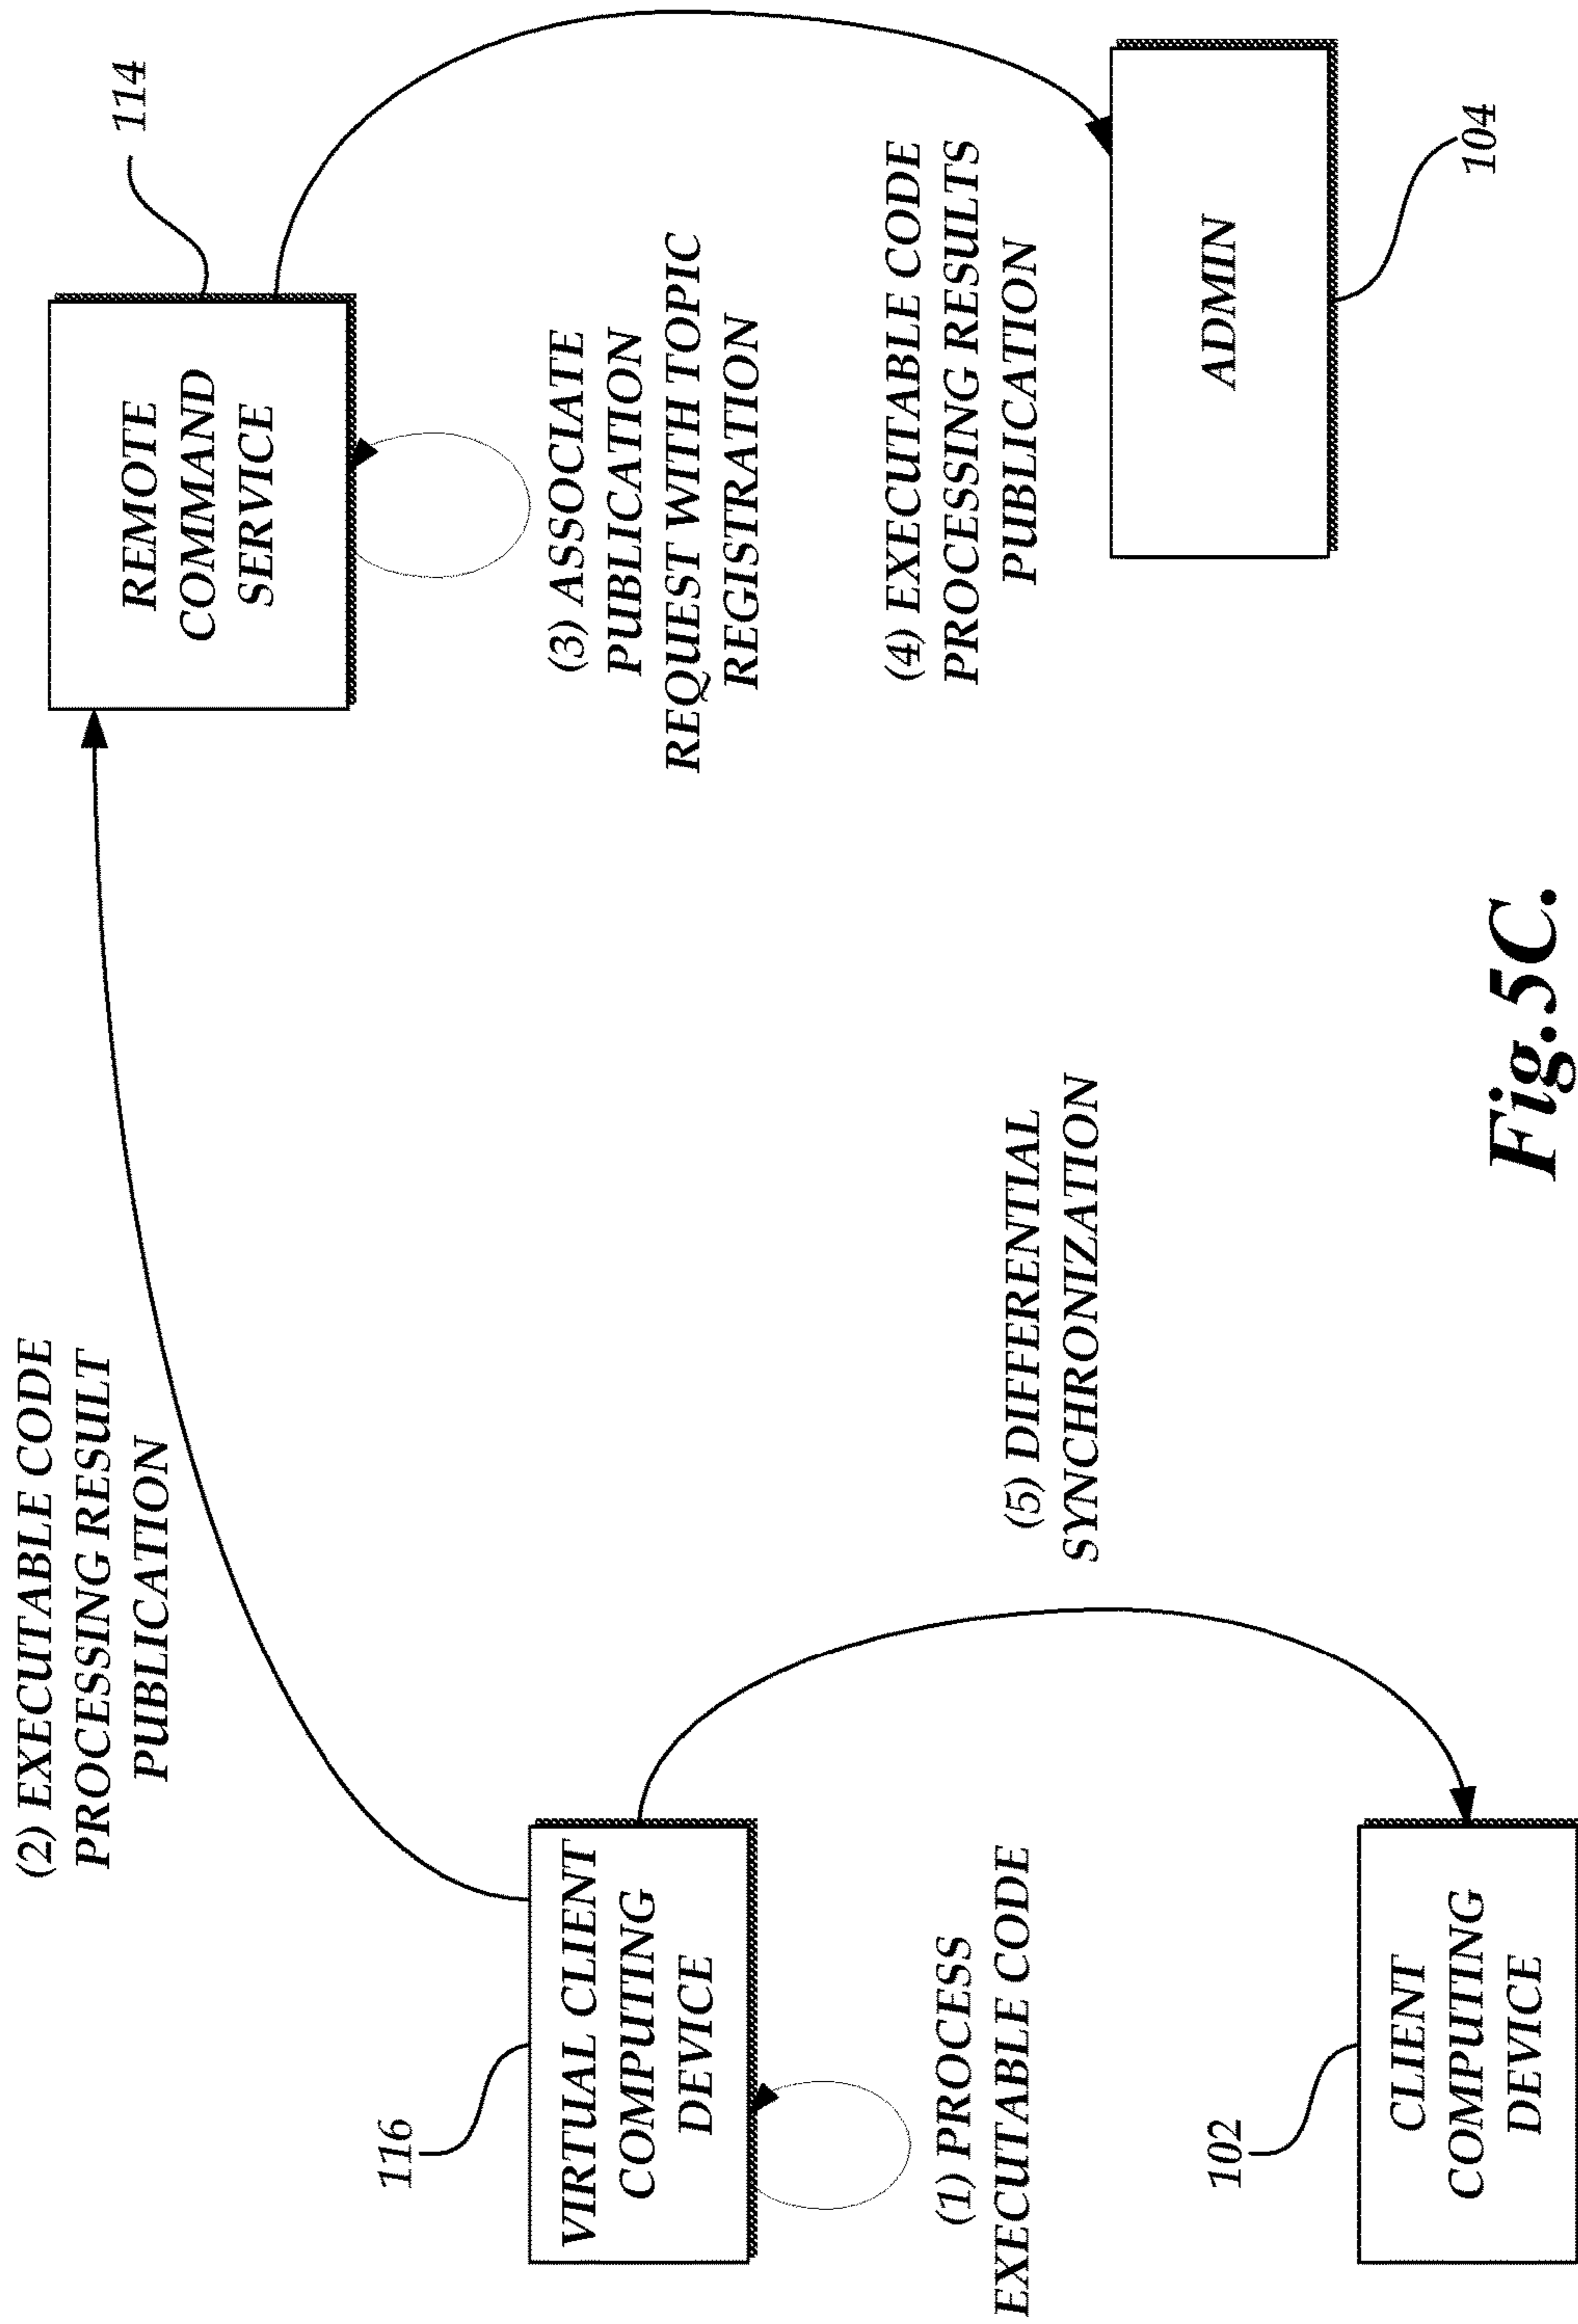 (2) EXECUTABLE CODE
PROCESSING RESULT
PUBLICATION
114
REMOTE
COMMAND
SERVICE
116
VIRTUAL CLIENT
COMPUTING
DEVICE
(3) ASSOCIATE
PUBLICATION
REQUEST WITH TOPIC
REGISTRATION
(1) PROCESS
EXECUTABLE CODE
(5) DIFFERENTIAL
SYNCHRONIZATION
(4) EXECUTABLE CODE
PROCESSING RESULTS
PUBLICATION
102
CLIENT
COMPUTING
DEVICE
ADMIN
104
Fig.5C.